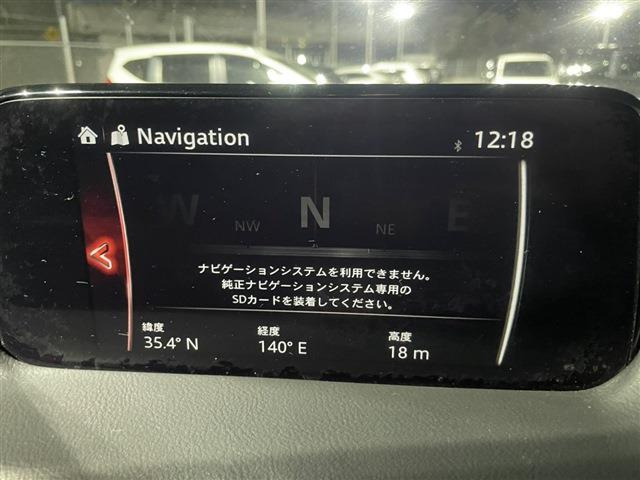 Navigation
12:18
W NW N NE E
ナビゲーションシステムを利用できません。
純正ナビゲーションシステム専用の
SDカードを装着してください。
緯度 経度 高度
35.4° N 140° E 18 m